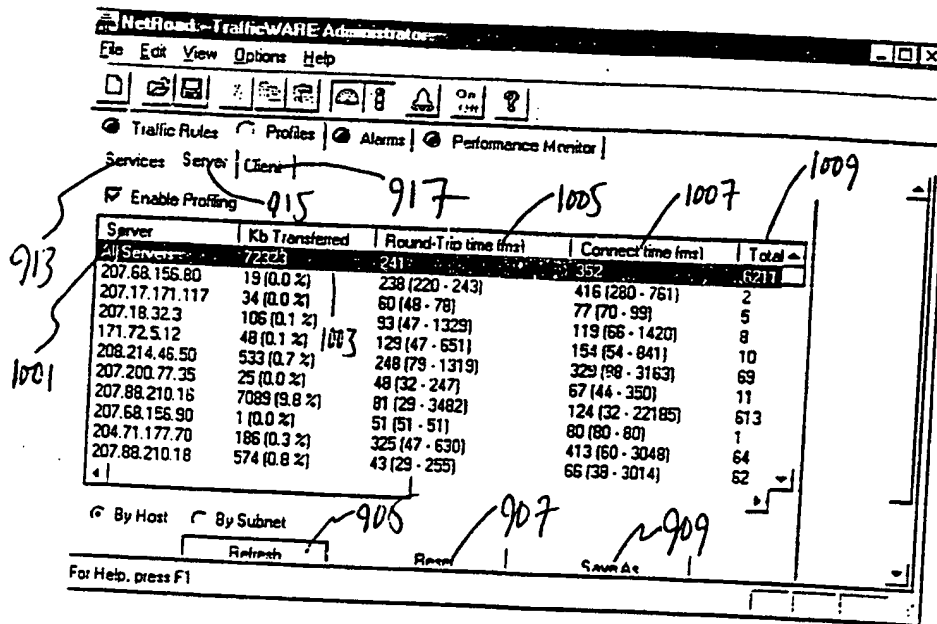 NetRoad:-TrafficWARE Administrator
File Edit View Options Help
Traffic Rules Profiles Alarms Performance Monitor
Services Server Client
1009
Enable Profiling 915 917 1005 1007
Server Kb Transferred Round-Trip time (ms) Connect time (ms) Total
913
All Servers 72323 241 352 6211
207.68.156.80 19 (0.0 %) 238 (220 - 243) 416 (280 - 761) 2
207.17.171.117 34 (0.0 %) 60 (48 - 78) 77 (70 - 99) 5
207.18.32.3 106 (0.1 %) 93 (47 - 1329) 119 (66 - 1420) 8
171.72.5.12 48 (0.1 %) 1003 129 (47 - 651) 154 (54 - 841) 10
1001
208.214.46.50 533 (0.7 %) 248 (79 - 1319) 329 (98 - 3163) 69
207.200.77.35 25 (0.0 %) 48 (32 - 247) 67 (44 - 350) 11
207.88.210.16 7089 (9.8 %) 81 (29 - 3482) 124 (32 - 22185) 613
207.68.156.90 1 (0.0 %) 51 (51 - 51) 80 (80 - 80) 1
204.71.177.70 186 (0.3 %) 325 (47 - 630) 413 (60 - 3048) 64
207.88.210.18 574 (0.8 %) 43 (29 - 255) 66 (38 - 3014) 62
By Host By Subnet 907 909
Refresh Reset Save As
For Help, press F1